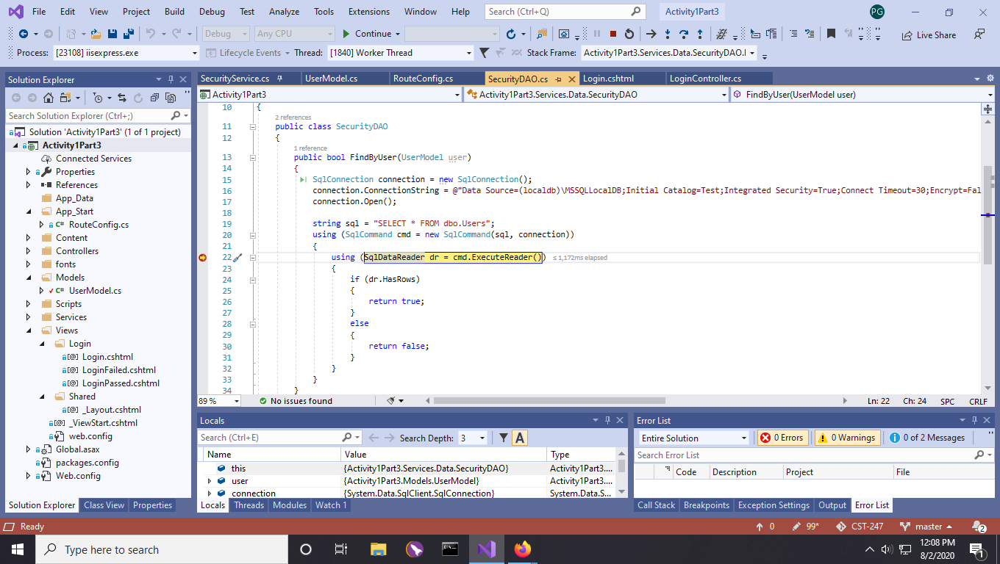 File Edit View Project Build Debug Test Analyze Tools Extensions Window Help Search (Ctrl+Q) Activity1Part3 PG
Debug Any CPU Continue Live Share
Process: [23108] iisexpress.exe Lifecycle Events Thread: [1840] Worker Thread Stack Frame: Activity1Part3.Services.Data.SecurityDAO.
Solution Explorer
Search Solution Explorer (Ctrl+;)
Solution 'Activity1Part3' (1 of 1 project)
Activity1Part3
Connected Services
Properties
References
App_Data
App_Start
C# RouteConfig.cs
Content
Controllers
fonts
Models
C# UserModel.cs
Scripts
Services
Views
Login
[@] Login.cshtml
[@] LoginFailed.cshtml
[@] LoginPassed.cshtml
Shared
[@] _Layout.cshtml
[@] _ViewStart.cshtml
web.config
Global.asax
packages.config
Web.config
Solution Explorer Class View Properties
SecurityService.cs UserModel.cs RouteConfig.cs SecurityDAO.cs Login.cshtml LoginController.cs
Activity1Part3 Activity1Part3.Services.Data.SecurityDAO FindByUser(UserModel user)
10 {
2 references
11 public class SecurityDAO
12 {
1 reference
13 public bool FindByUser(UserModel user)
14 {
15 SqlConnection connection = new SqlConnection();
16 connection.ConnectionString = @"Data Source=(localdb)\MSSQLLocalDB;Initial Catalog=Test;Integrated Security=True;Connect Timeout=30;Encrypt=Fal
17 connection.Open();
18
19 string sql = "SELECT * FROM dbo.Users";
20 using (SqlCommand cmd = new SqlCommand(sql, connection))
21 {
22 using (SqlDataReader dr = cmd.ExecuteReader()) ≤ 1,172ms elapsed
23 {
24 if (dr.HasRows)
25 {
26 return true;
27 }
28 else
29 {
30 return false;
31 }
32 }
33 }
34 }
89 % No issues found Ln: 22 Ch: 24 SPC CRLF
Locals
Search (Ctrl+E) Search Depth: 3 A
Name Value Type
this {Activity1Part3.Services.Data.SecurityDAO} Activity1Part3....
user {Activity1Part3.Models.UserModel} Activity1Part3....
connection {System.Data.SqlClient.SqlConnection} System.Data.S...
Locals Threads Modules Watch 1
Error List
Entire Solution 0 Errors 0 Warnings 0 of 2 Messages
Search Error List
Code Description Project File
Call Stack Breakpoints Exception Settings Output Error List
Ready 0 99* CST-247 master 2
Type here to search 12:08 PM
8/2/2020 1